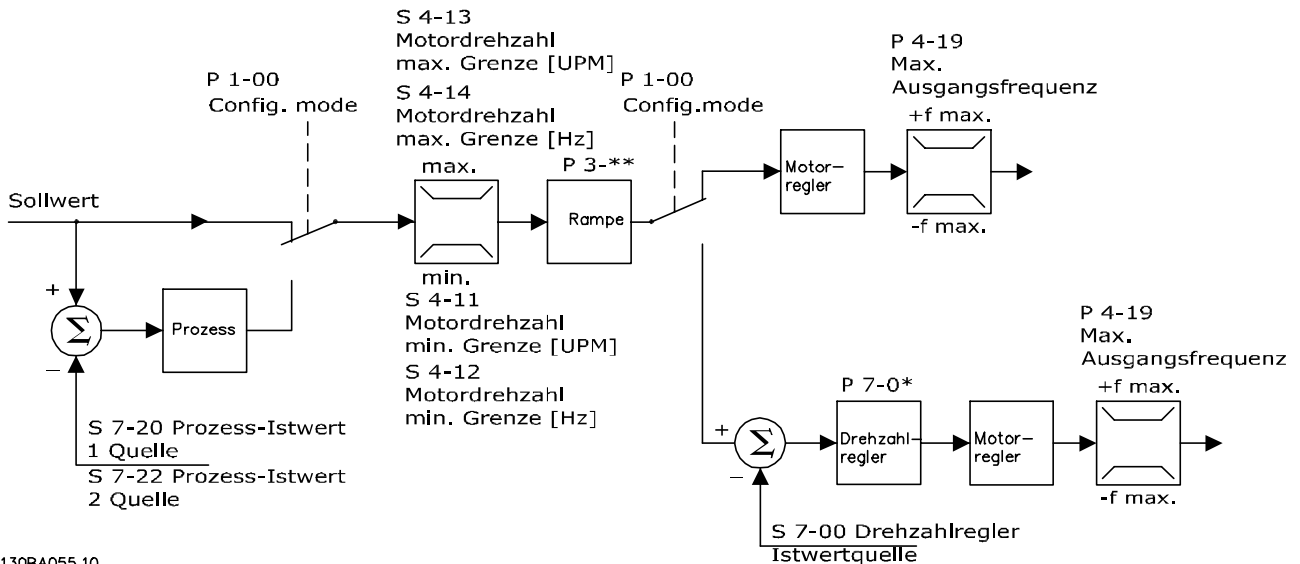 S 4-13
Motordrehzahl
max. Grenze [UPM]
S 4-14
Motordrehzahl
max. Grenze [Hz]
P 1-00
Config. mode
P 1-00
Config.mode
P 4-19
Max.
Ausgangsfrequenz
+f max.
max.
P 3-**
Sollwert
Rampe
Motor-
regler
-f max.
min.
S 4-11
Motordrehzahl
min. Grenze [UPM]
S 4-12
Motordrehzahl
min. Grenze [Hz]
+
Σ
−
Prozess
S 7-20 Prozess-Istwert
1 Quelle
S 7-22 Prozess-Istwert
2 Quelle
P 4-19
Max.
Ausgangsfrequenz
+f max.
P 7-0*
+
Σ
−
Drehzahl-
regler
Motor-
regler
-f max.
S 7-00 Drehzahlregler
Istwertquelle
130BA055.10